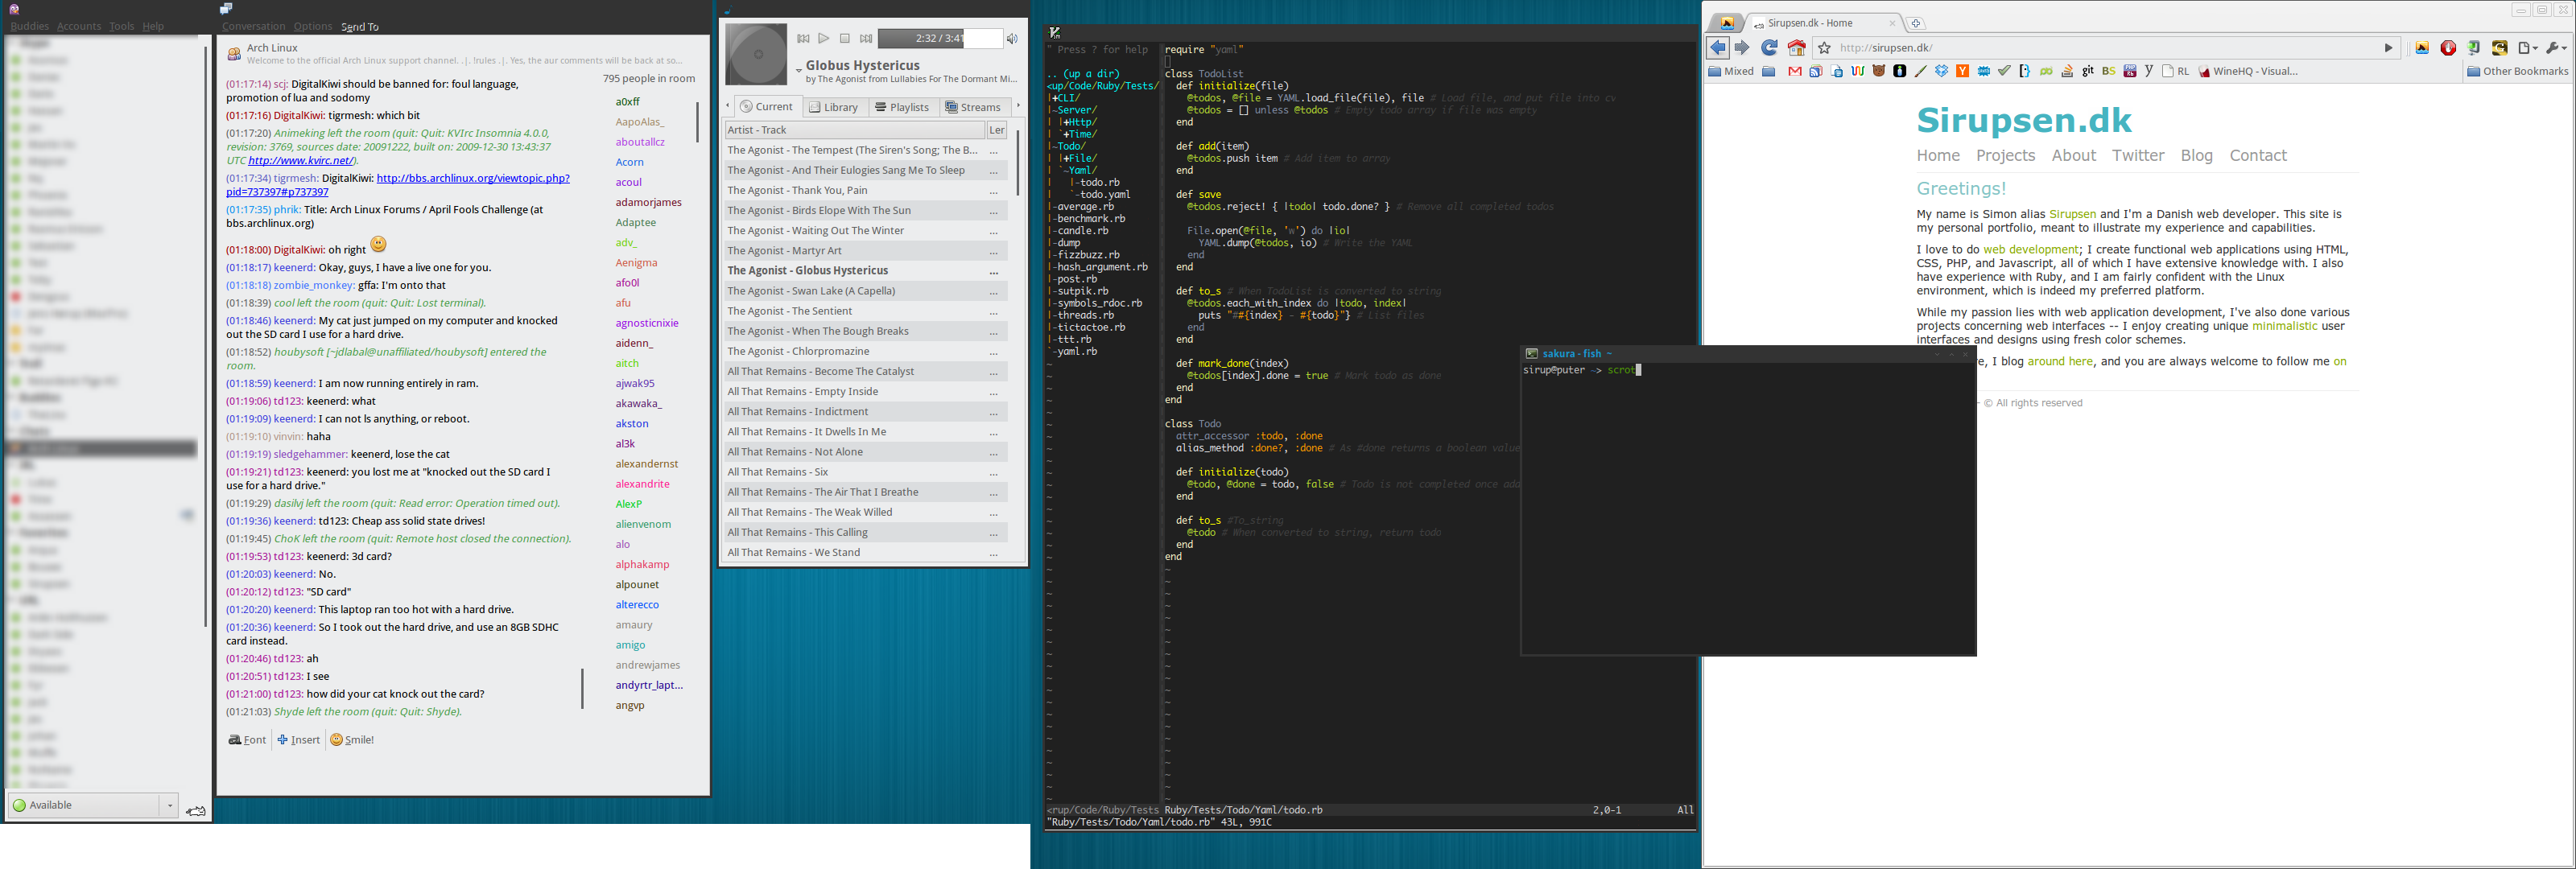 Buddies Accounts Tools Help
Available
Conversation Options Send To
Arch Linux
Welcome to the official Arch Linux support channel. .|. !rules .|. Yes, the aur comments will be back at so...
795 people in room
(01:17:14) scj: DigitalKiwi should be banned for: foul language,
promotion of lua and sodomy
(01:17:16) DigitalKiwi: tigrmesh: which bit
(01:17:20) Animeking left the room (quit: Quit: KVIrc Insomnia 4.0.0,
revision: 3769, sources date: 20091222, built on: 2009-12-30 13:43:37
UTC http://www.kvirc.net/).
(01:17:34) tigrmesh: DigitalKiwi: http://bbs.archlinux.org/viewtopic.php?
pid=737397#p737397
(01:17:35) phrik: Title: Arch Linux Forums / April Fools Challenge (at
bbs.archlinux.org)
(01:18:00) DigitalKiwi: oh right
(01:18:17) keenerd: Okay, guys, I have a live one for you.
(01:18:18) zombie_monkey: gffa: I'm onto that
(01:18:39) cool left the room (quit: Quit: Lost terminal).
(01:18:46) keenerd: My cat just jumped on my computer and knocked
out the SD card I use for a hard drive.
(01:18:52) houbysoft [~jdlabal@unaffiliated/houbysoft] entered the
room.
(01:18:59) keenerd: I am now running entirely in ram.
(01:19:06) td123: keenerd: what
(01:19:09) keenerd: I can not ls anything, or reboot.
(01:19:10) vinvin: haha
(01:19:19) sledgehammer: keenerd, lose the cat
(01:19:21) td123: keenerd: you lost me at "knocked out the SD card I
use for a hard drive."
(01:19:29) dasilvj left the room (quit: Read error: Operation timed out).
(01:19:36) keenerd: td123: Cheap ass solid state drives!
(01:19:45) ChoK left the room (quit: Remote host closed the connection).
(01:19:53) td123: keenerd: 3d card?
(01:20:03) keenerd: No.
(01:20:12) td123: "SD card"
(01:20:20) keenerd: This laptop ran too hot with a hard drive.
(01:20:36) keenerd: So I took out the hard drive, and use an 8GB SDHC
card instead.
(01:20:46) td123: ah
(01:20:51) td123: I see
(01:21:00) td123: how did your cat knock out the card?
(01:21:03) Shyde left the room (quit: Quit: Shyde).
Font Insert Smile!
a0xff
AapoAlas_
aboutallcz
Acorn
acoul
adamorjames
Adaptee
adv_
Aenigma
afo0l
afu
agnosticnixie
aidenn_
aitch
ajwak95
akawaka_
akston
al3k
alexandernst
alexandrite
AlexP
alienvenom
alo
alphakamp
alpounet
alterecco
amaury
amigo
andrewjames
andyrtr_lapt...
angvp
2:32 / 3:41
Globus Hystericus
by The Agonist from Lullabies For The Dormant Mi...
Current Library Playlists Streams
Artist - Track Ler
The Agonist - The Tempest (The Siren's Song; The B... ...
The Agonist - And Their Eulogies Sang Me To Sleep ...
The Agonist - Thank You, Pain ...
The Agonist - Birds Elope With The Sun ...
The Agonist - Waiting Out The Winter ...
The Agonist - Martyr Art ...
The Agonist - Globus Hystericus ...
The Agonist - Swan Lake (A Capella) ...
The Agonist - The Sentient ...
The Agonist - When The Bough Breaks ...
The Agonist - Chlorpromazine ...
All That Remains - Become The Catalyst ...
All That Remains - Empty Inside ...
All That Remains - Indictment ...
All That Remains - It Dwells In Me ...
All That Remains - Not Alone ...
All That Remains - Six ...
All That Remains - The Air That I Breathe ...
All That Remains - The Weak Willed ...
All That Remains - This Calling ...
All That Remains - We Stand ...
" Press ? for help
.. (up a dir)
<up/Code/Ruby/Tests/
|+CLI/
|~Server/
| |+Http/
| `+Time/
|~Todo/
| |+File/
| `~Yaml/
|   |-todo.rb
|   `-todo.yaml
|-average.rb
|-benchmark.rb
|-candle.rb
|-dump
|-fizzbuzz.rb
|-hash_argument.rb
|-post.rb
|-sutpik.rb
|-symbols_rdoc.rb
|-threads.rb
|-tictactoe.rb
|-ttt.rb
`-yaml.rb
require "yaml"
class TodoList
def initialize(file)
@todos, @file = YAML.load_file(file), file # Load file, and put file into cv
@todos = [] unless @todos # Empty todo array if file was empty
end
def add(item)
@todos.push item # Add item to array
end
def save
@todos.reject! { |todo| todo.done? } # Remove all completed todos
File.open(@file, 'w') do |io|
YAML.dump(@todos, io) # Write the YAML
end
end
def to_s # When TodoList is converted to string
@todos.each_with_index do |todo, index|
puts "##{index} - #{todo}"} # List files
end
end
def mark_done(index)
@todos[index].done = true # Mark todo as done
end
end
class Todo
attr_accessor :todo, :done
alias_method :done?, :done # As #done returns a boolean value
def initialize(todo)
@todo, @done = todo, false # Todo is not completed once add
end
def to_s #To_string
@todo # When converted to string, return todo
end
end
<rup/Code/Ruby/Tests Ruby/Tests/Todo/Yaml/todo.rb 2,0-1 All
"Ruby/Tests/Todo/Yaml/todo.rb" 43L, 991C
sakura - fish ~
sirup@puter ~> scrot
Sirupsen.dk - Home
http://sirupsen.dk/
Mixed BS git RL WineHQ - Visual... Other Bookmarks
Sirupsen.dk
Home Projects About Twitter Blog Contact
Greetings!
My name is Simon alias Sirupsen and I'm a Danish web developer. This site is
my personal portfolio, meant to illustrate my experience and capabilities.
I love to do web development; I create functional web applications using HTML,
CSS, PHP, and Javascript, all of which I have extensive knowledge with. I also
have experience with Ruby, and I am fairly confident with the Linux
environment, which is indeed my preferred platform.
While my passion lies with web application development, I've also done various
projects concerning web interfaces -- I enjoy creating unique minimalistic user
interfaces and designs using fresh color schemes.
, I blog around here, and you are always welcome to follow me on
- © All rights reserved